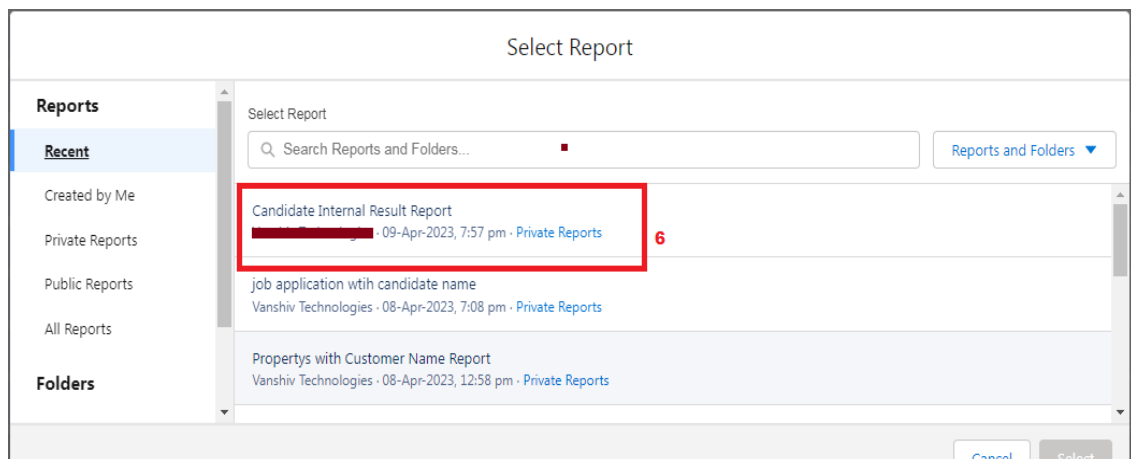 Select Report
Reports
Recent
Created by Me
Private Reports
Public Reports
All Reports
Folders
Select Report
Search Reports and Folders...
Reports and Folders
Candidate Internal Result Report
· 09-Apr-2023, 7:57 pm · Private Reports
6
job application wtih candidate name
Vanshiv Technologies · 08-Apr-2023, 7:08 pm · Private Reports
Propertys with Customer Name Report
Vanshiv Technologies · 08-Apr-2023, 12:58 pm · Private Reports
Cancel
Select